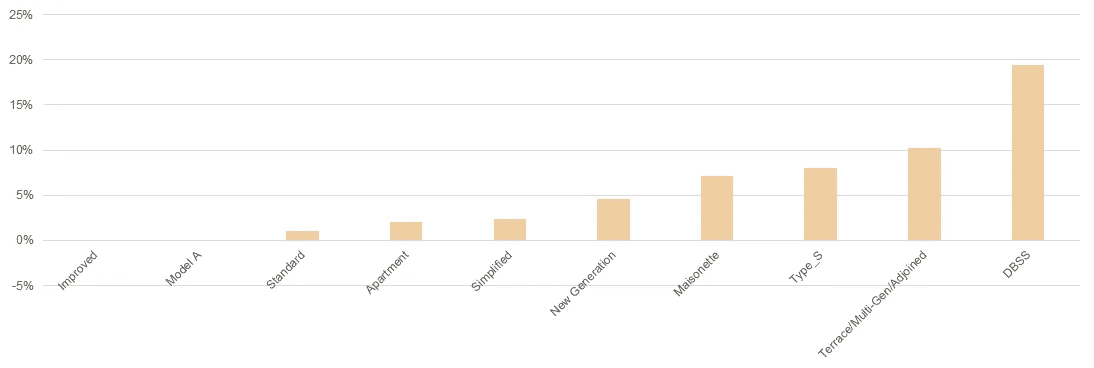 25%
20%
15%
10%
5%
0%
-5%
Improved
Model A
Standard
Apartment
Simplified
New Generation
Maisonette
Type_S
Terrace/Multi-Gen/Adjoined
DBSS